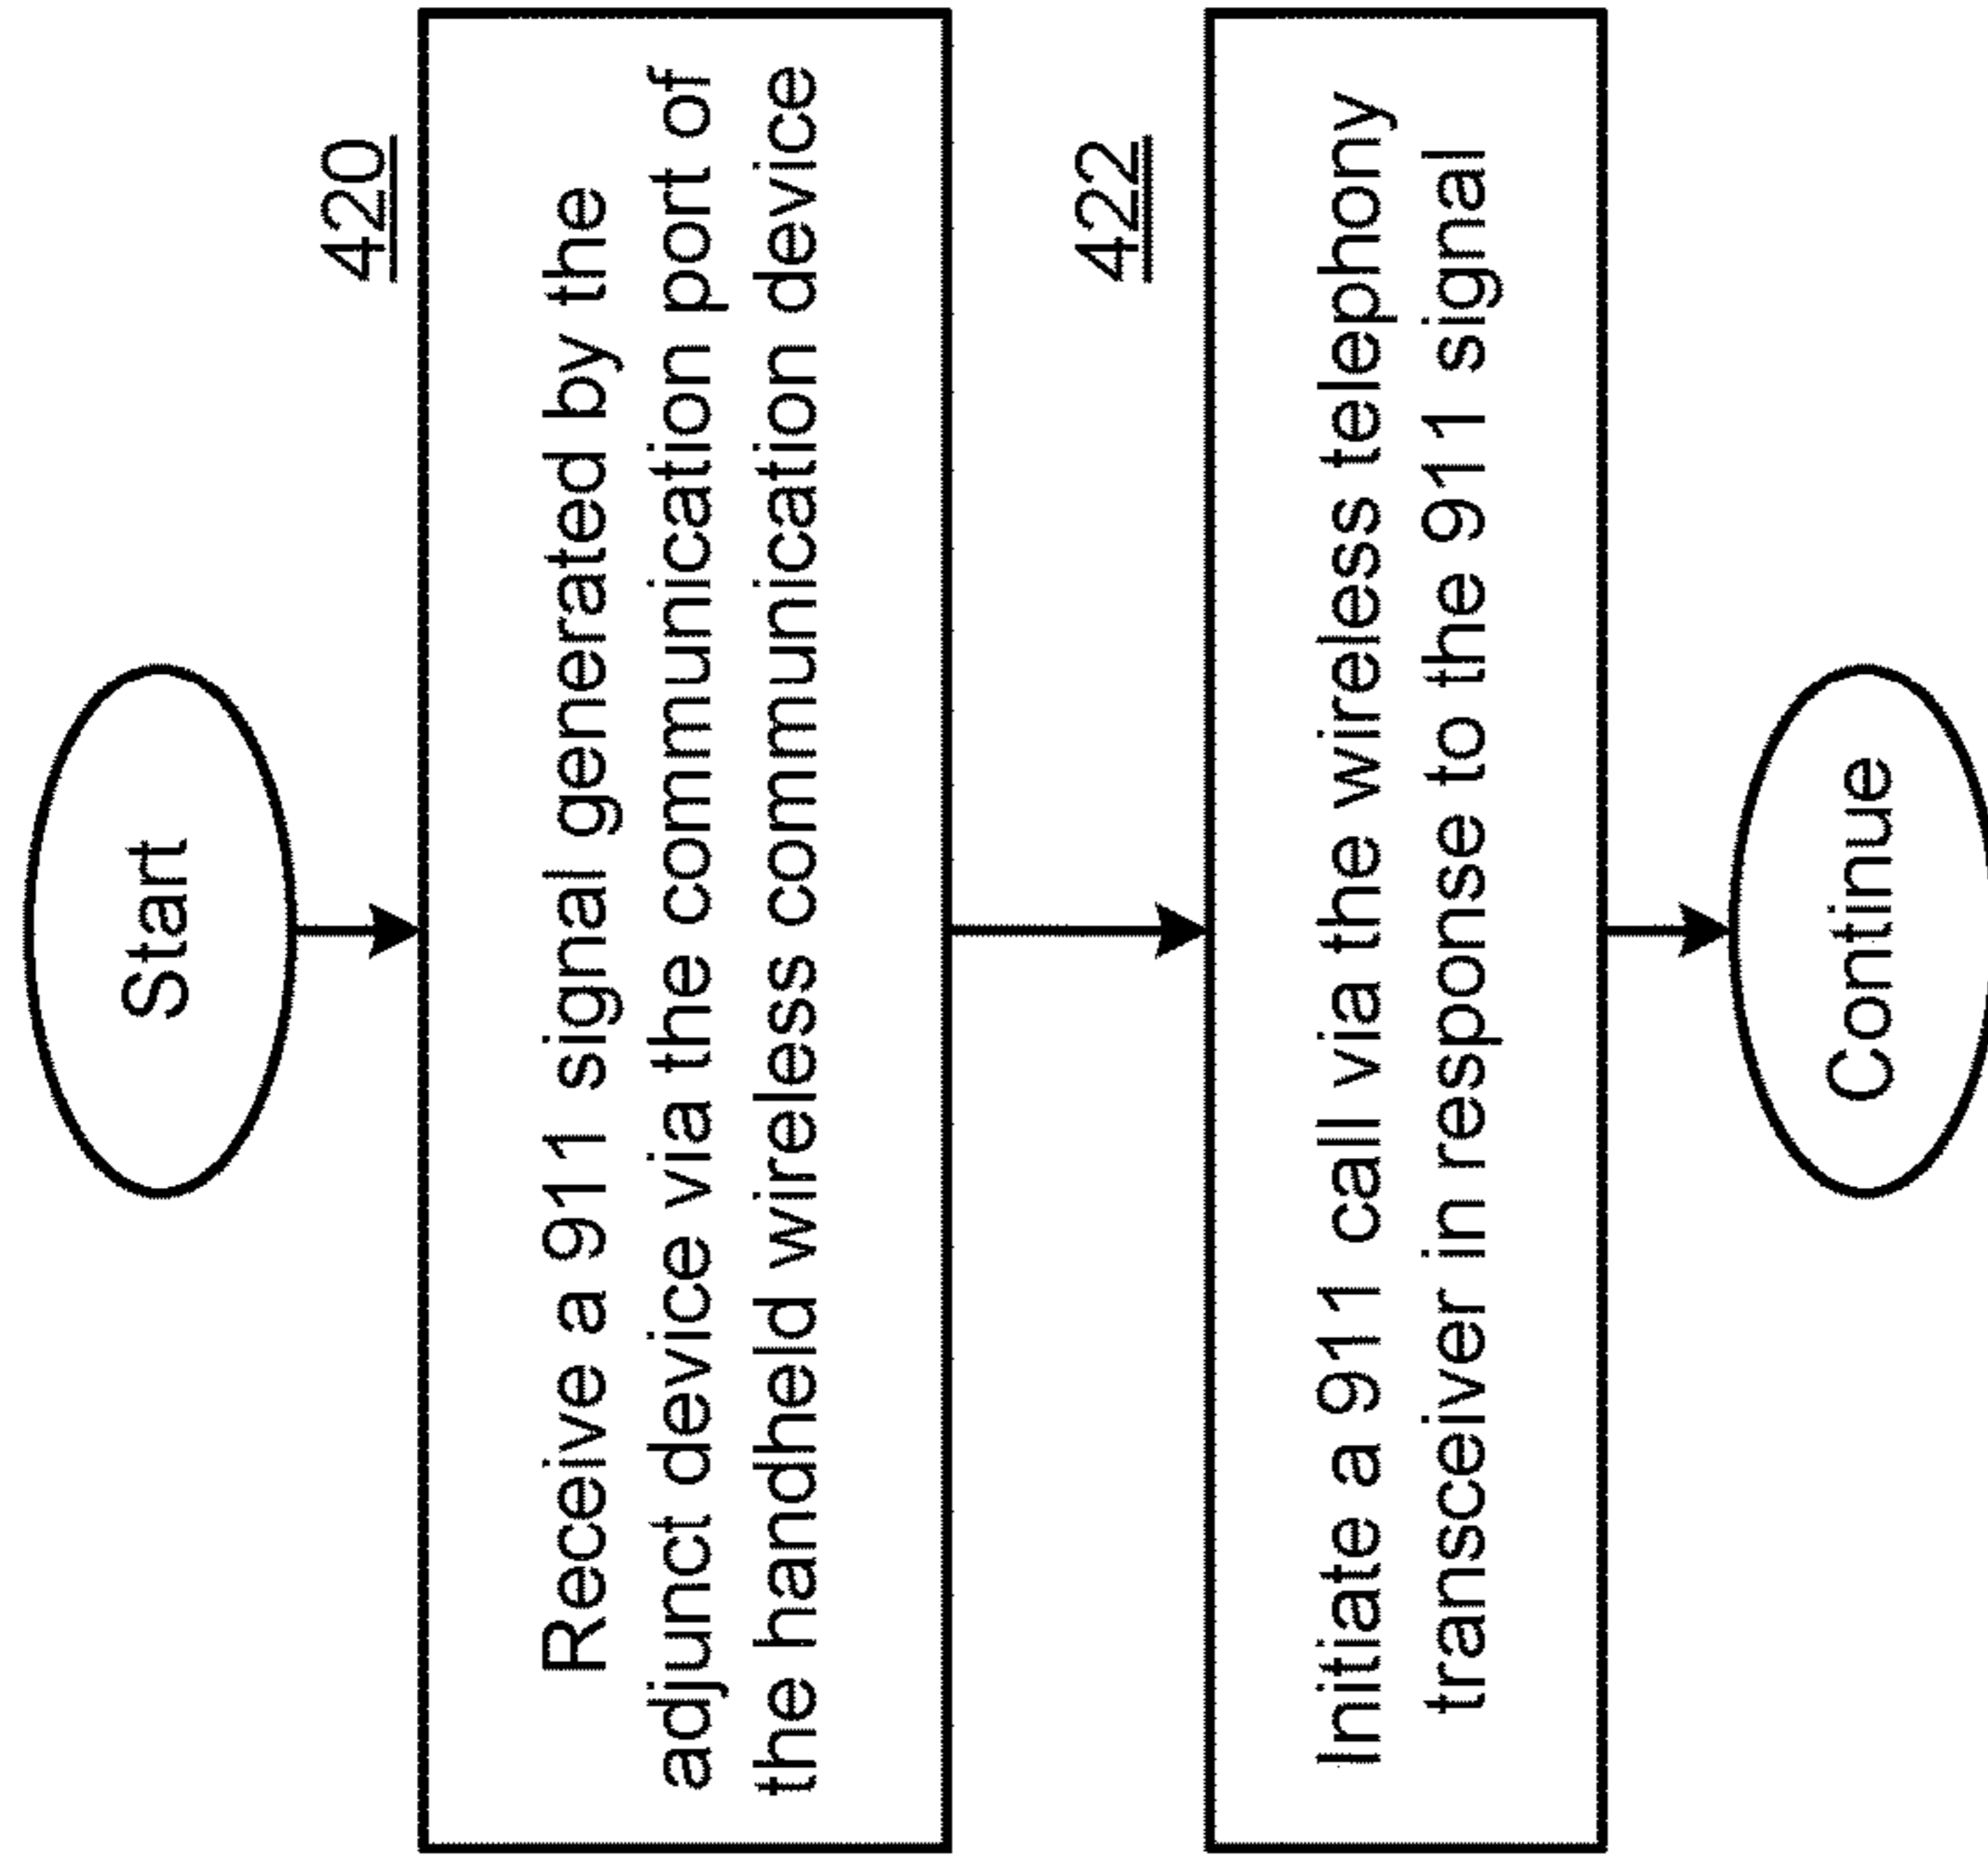 Start
420
Receive a 911 signal generated by the
adjunct device via the communication port of
the handheld wireless communication device
422
Initiate a 911 call via the wireless telephony
transceiver in response to the 911 signal
Continue